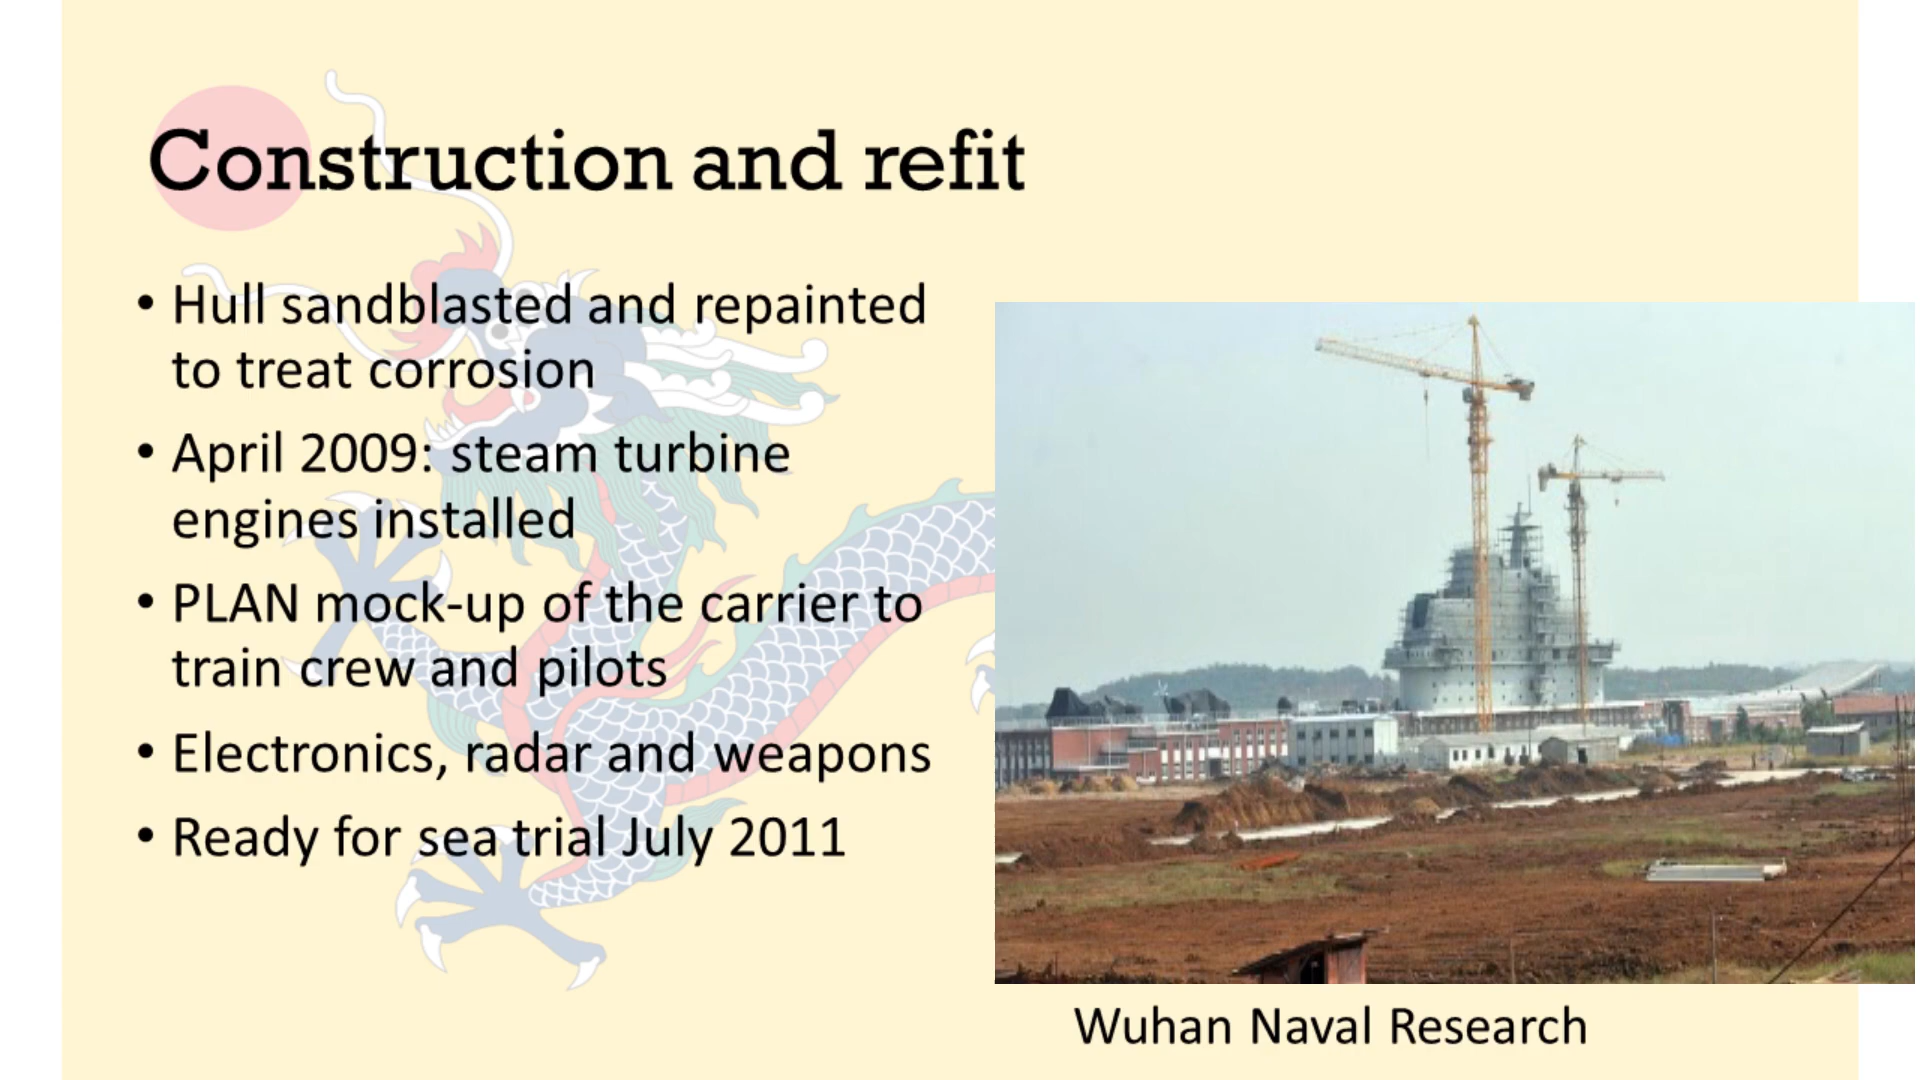 Construction and refit
• Hull sandblasted and repainted
to treat corrosion
• April 2009: steam turbine
engines installed
• PLAN mock-up of the carrier to
train crew and pilots
• Electronics, radar and weapons
• Ready for sea trial July 2011
Wuhan Naval Research